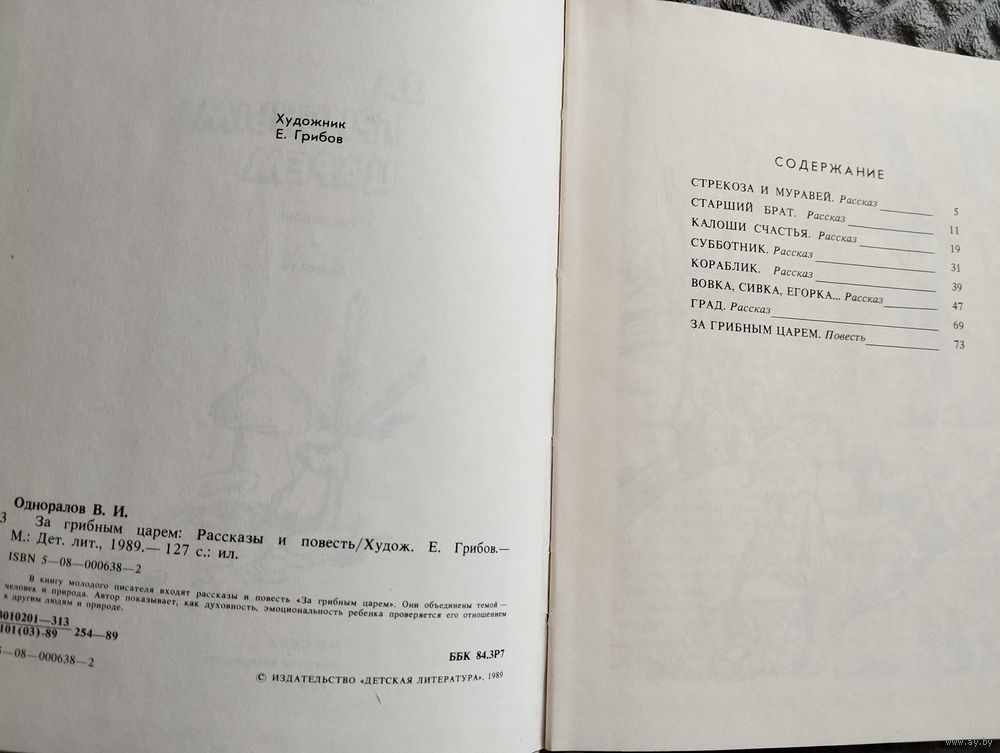 Художник
Е. Грибов
Одноралов В. И.
3 За грибным царем: Рассказы и повесть/Худож. Е. Грибов.—
М.: Дет. лит., 1989.— 127 с.: ил.
ISBN 5—08—000638—2
В книгу молодого писателя входят рассказы и повесть «За грибным царем». Они объединены темой —
человек и природа. Автор показывает, как духовность, эмоциональность ребенка проверяется его отношением
к другим людям и природе.
3010201—313
101(03)-89 254—89
5—08—000638—2
ББК 84.3Р7
© ИЗДАТЕЛЬСТВО «ДЕТСКАЯ ЛИТЕРАТУРА», 1989
СОДЕРЖАНИЕ
СТРЕКОЗА И МУРАВЕЙ. Рассказ 5
СТАРШИЙ БРАТ. Рассказ 11
КАЛОШИ СЧАСТЬЯ. Рассказ 19
СУББОТНИК. Рассказ 31
КОРАБЛИК. Рассказ 39
ВОВКА, СИВКА, ЕГОРКА... Рассказ 47
ГРАД. Рассказ 69
ЗА ГРИБНЫМ ЦАРЕМ. Повесть 73
www.ay.by